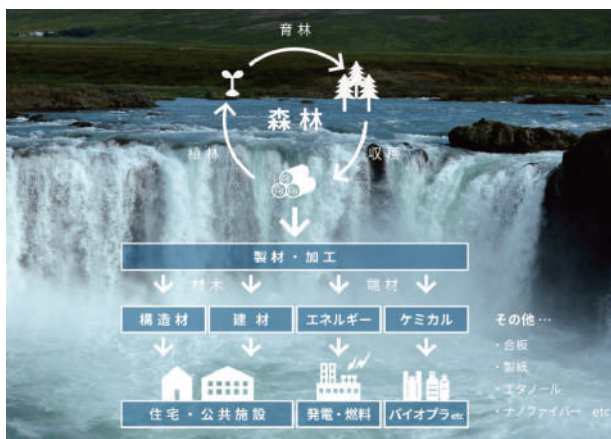 育林
森林
植林
収穫
製材・加工
材木
端材
構造材
建材
エネルギー
ケミカル
住宅・公共施設
発電・燃料
バイオプラetc
その他…
・合板
・製紙
・エタノール
・ナノファイバー etc